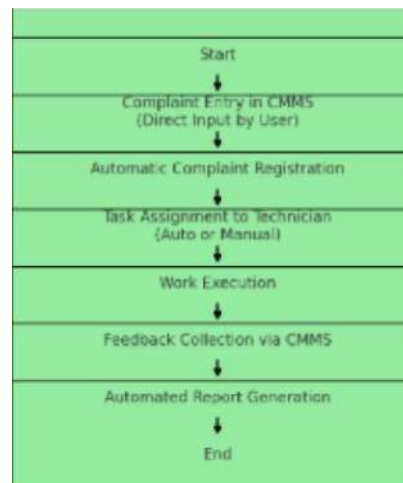 Start
Complaint Entry in CMMS
(Direct Input by User)
Automatic Complaint Registration
Task Assignment to Technician
(Auto or Manual)
Work Execution
Feedback Collection via CMMS
Automated Report Generation
End